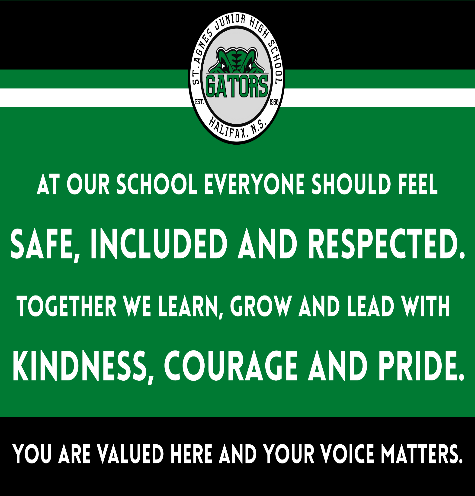 ST. AGNES JUNIOR HIGH SCHOOL
GATORS
EST.
HALIFAX, N.S.
AT OUR SCHOOL EVERYONE SHOULD FEEL
SAFE, INCLUDED AND RESPECTED.
TOGETHER WE LEARN, GROW AND LEAD WITH
KINDNESS, COURAGE AND PRIDE.
YOU ARE VALUED HERE AND YOUR VOICE MATTERS.